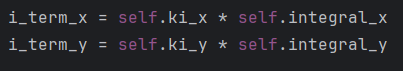 i_term_x = self.ki_x * self.integral_x
i_term_y = self.ki_y * self.integral_y